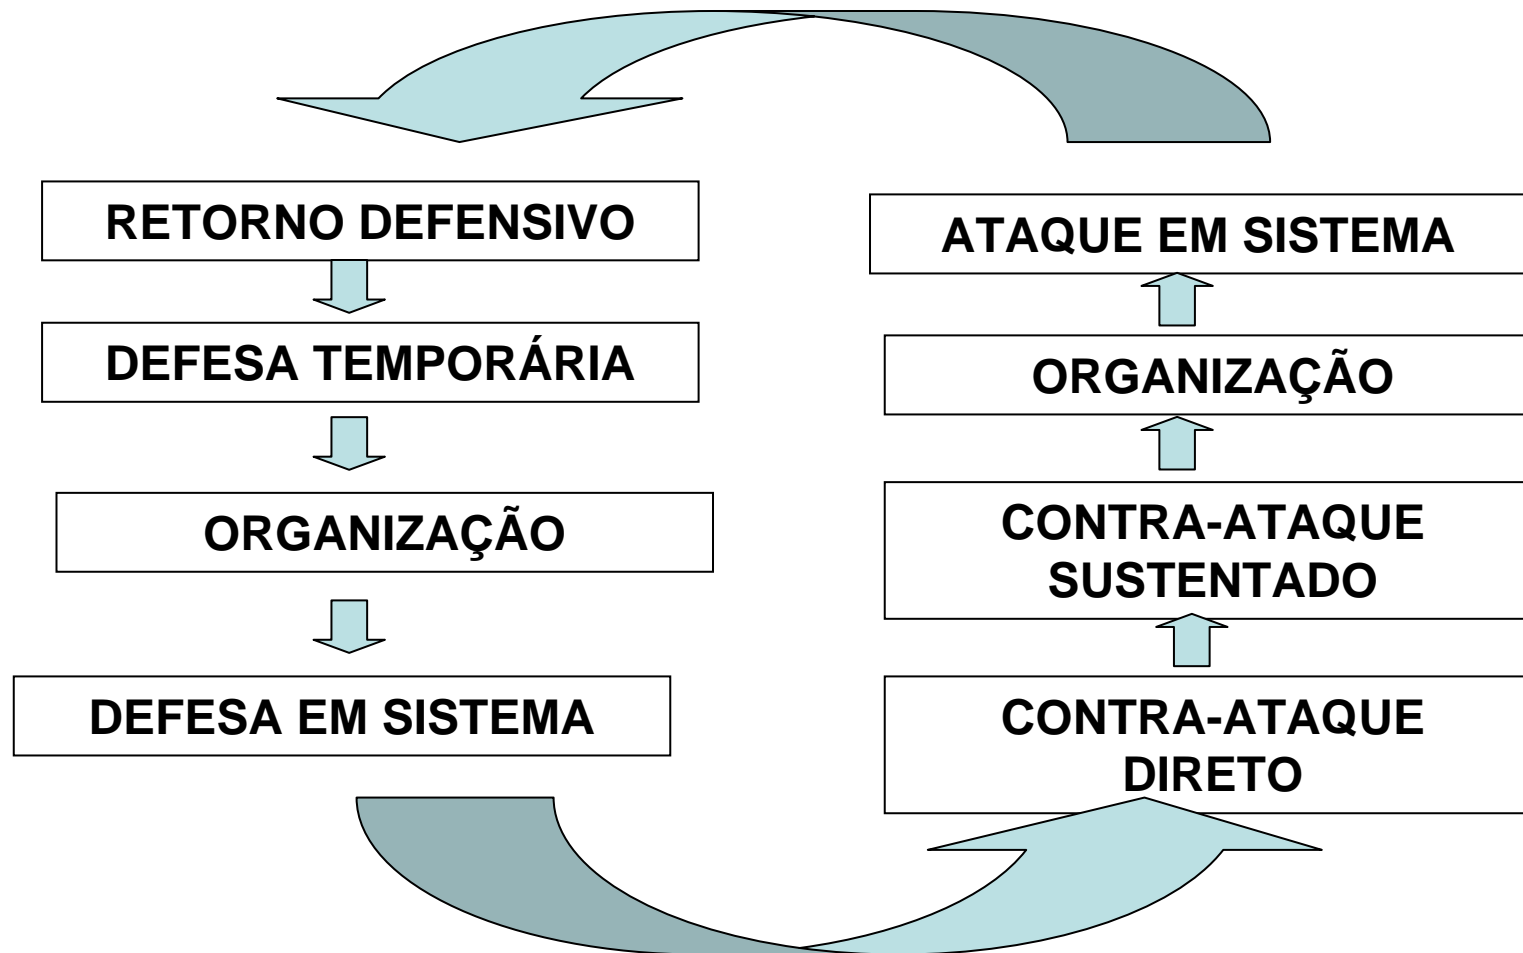 RETORNO DEFENSIVO
DEFESA TEMPORÁRIA
ORGANIZAÇÃO
DEFESA EM SISTEMA
ATAQUE EM SISTEMA
ORGANIZAÇÃO
CONTRA-ATAQUE
SUSTENTADO
CONTRA-ATAQUE
DIRETO